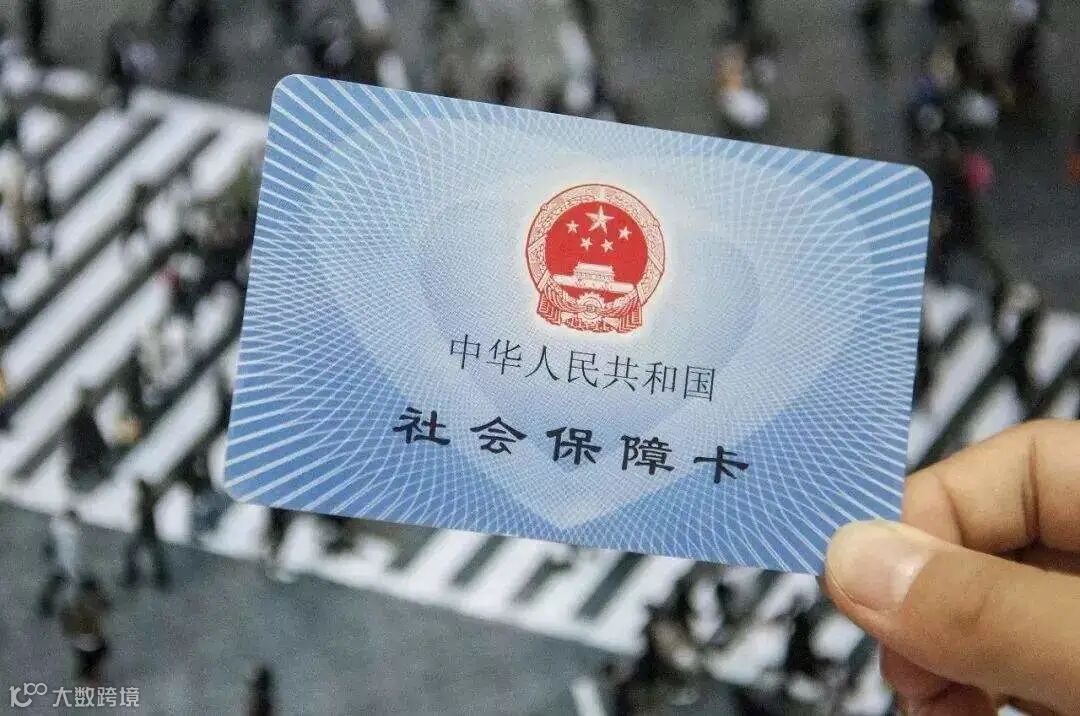 中华人民共和国
社会保障卡
大数跨境